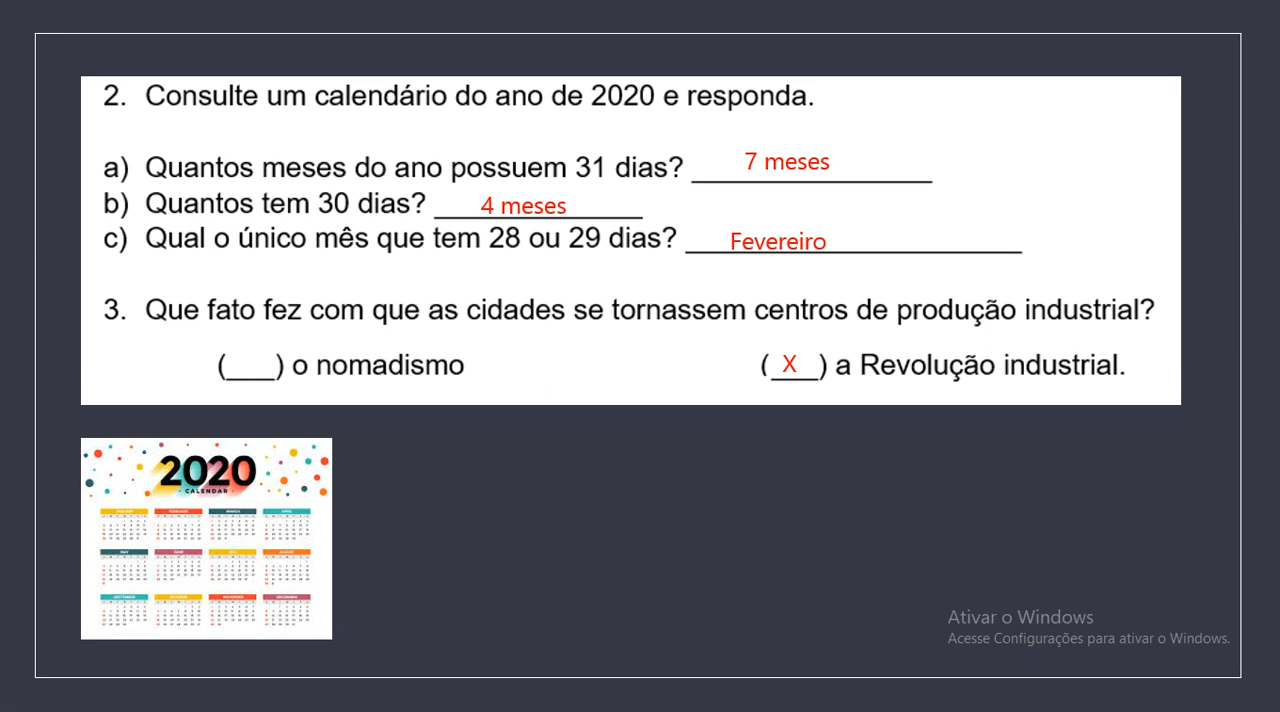 2. Consulte um calendário do ano de 2020 e responda.
a) Quantos meses do ano possuem 31 dias? 7 meses
b) Quantos tem 30 dias? 4 meses
c) Qual o único mês que tem 28 ou 29 dias? Fevereiro
3. Que fato fez com que as cidades se tornassem centros de produção industrial?
(___) o nomadismo (_X_) a Revolução industrial.
2020
CALENDAR
Ativar o Windows
Acesse Configurações para ativar o Windows.